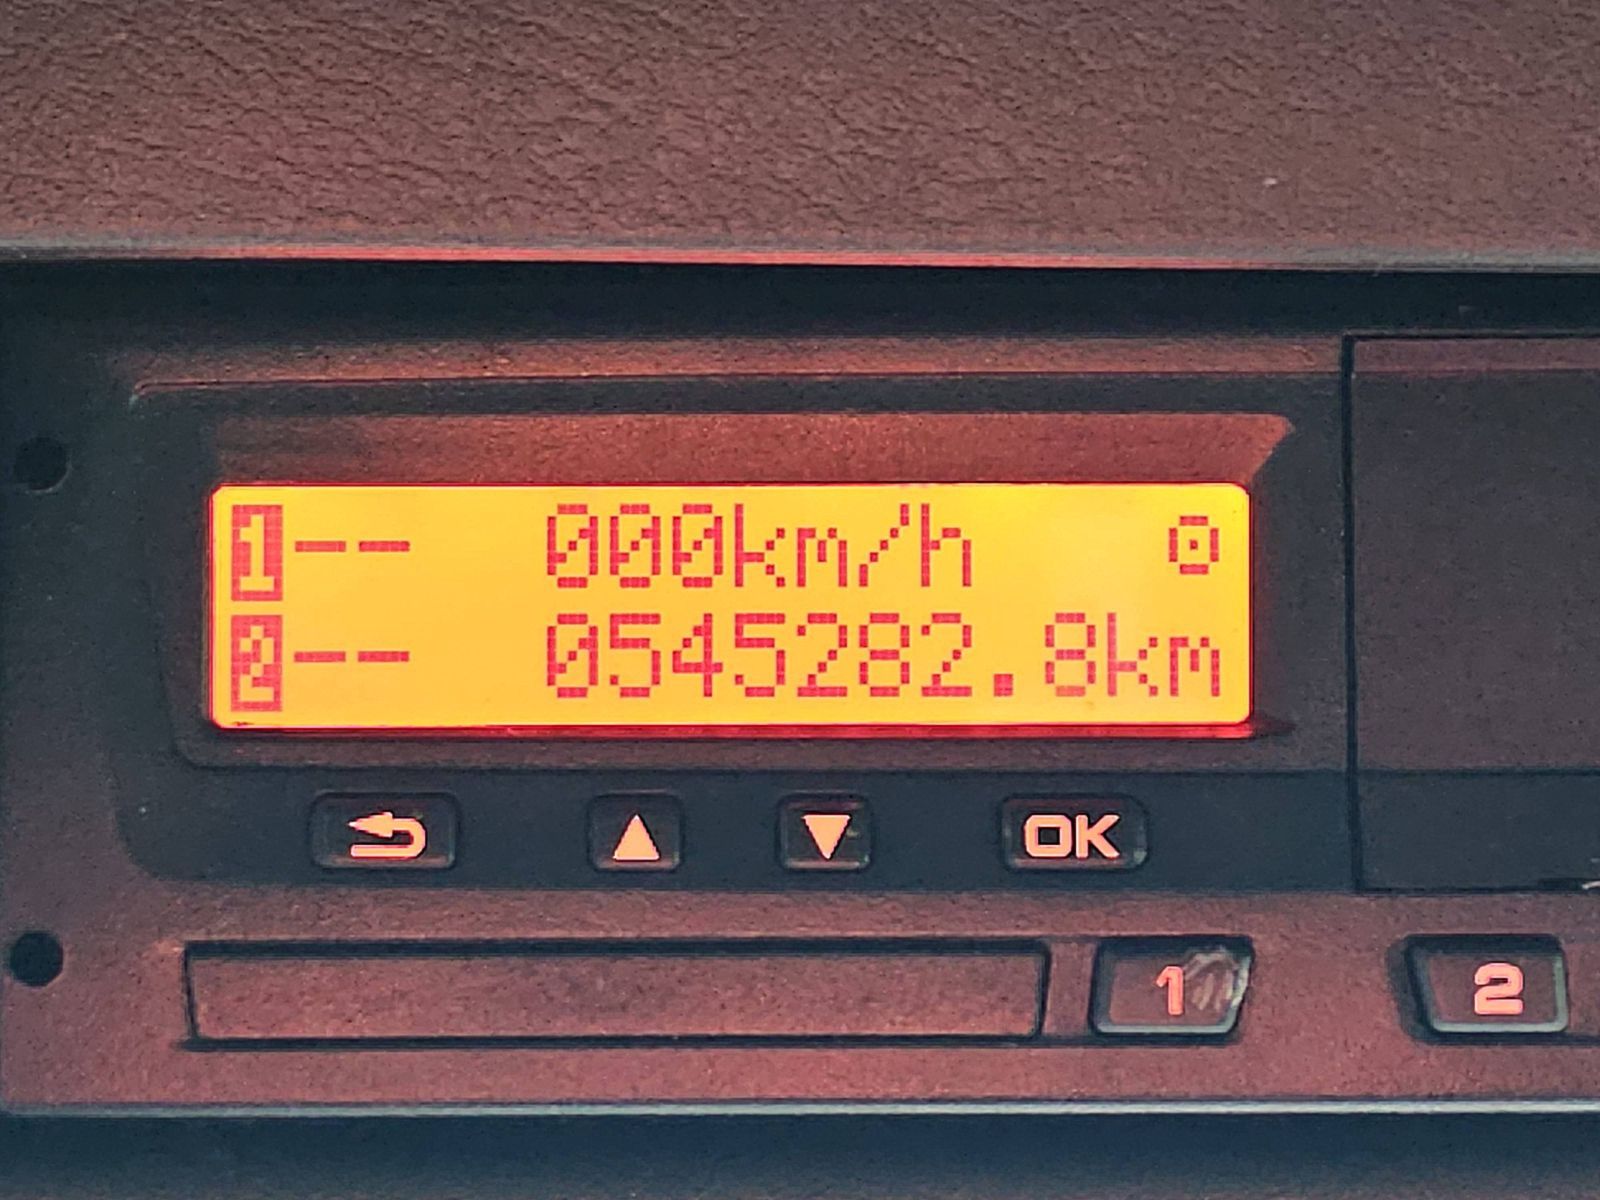 1-- 000km/h ⊙
2-- 0545282.8km
OK
1 2